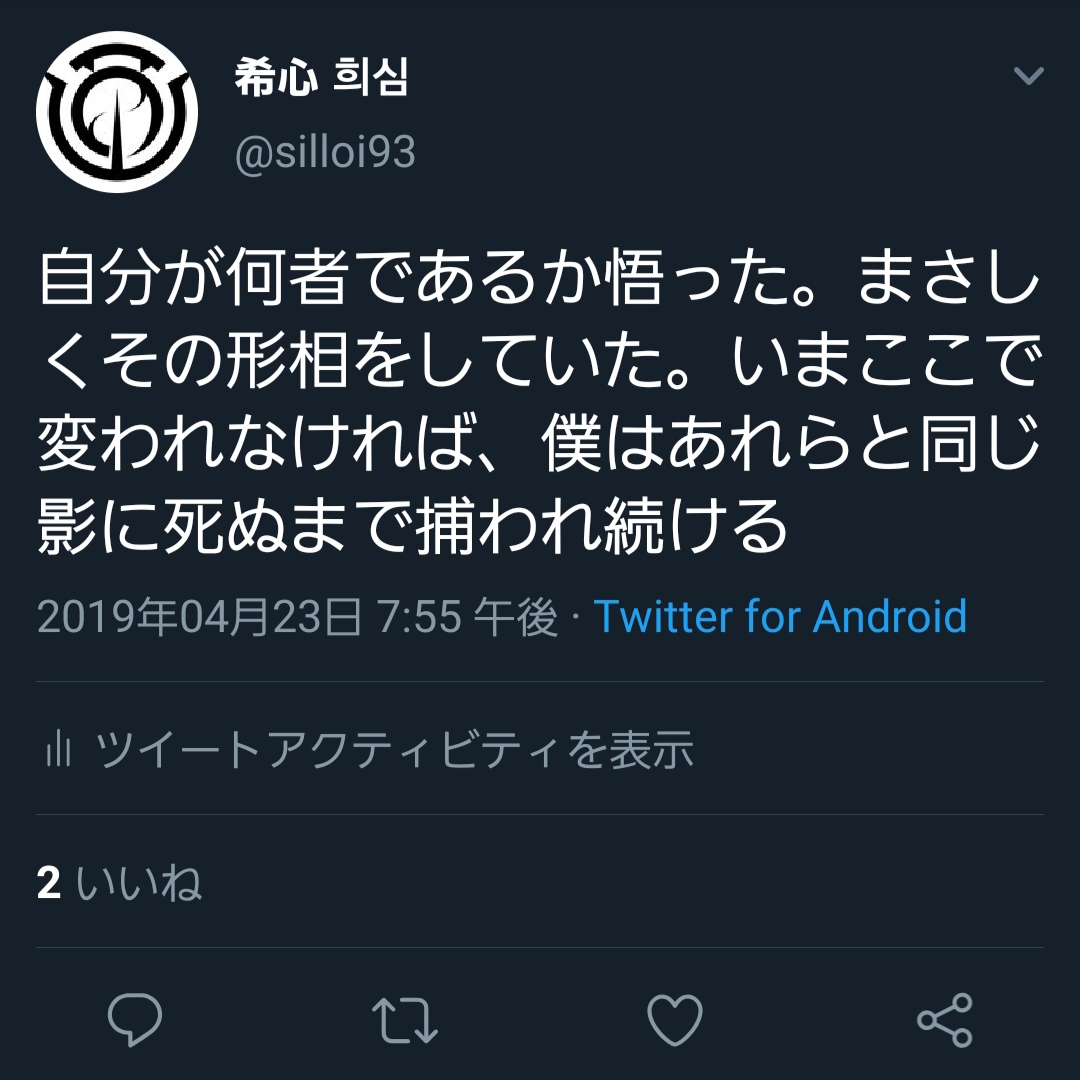 希心 희심
@silloi93
自分が何者であるか悟った。まさし
くその形相をしていた。いまここで
変われなければ、僕はあれらと同じ
影に死ぬまで捕われ続ける
2019年04月23日 7:55 午後 · Twitter for Android
ツイートアクティビティを表示
2 いいね